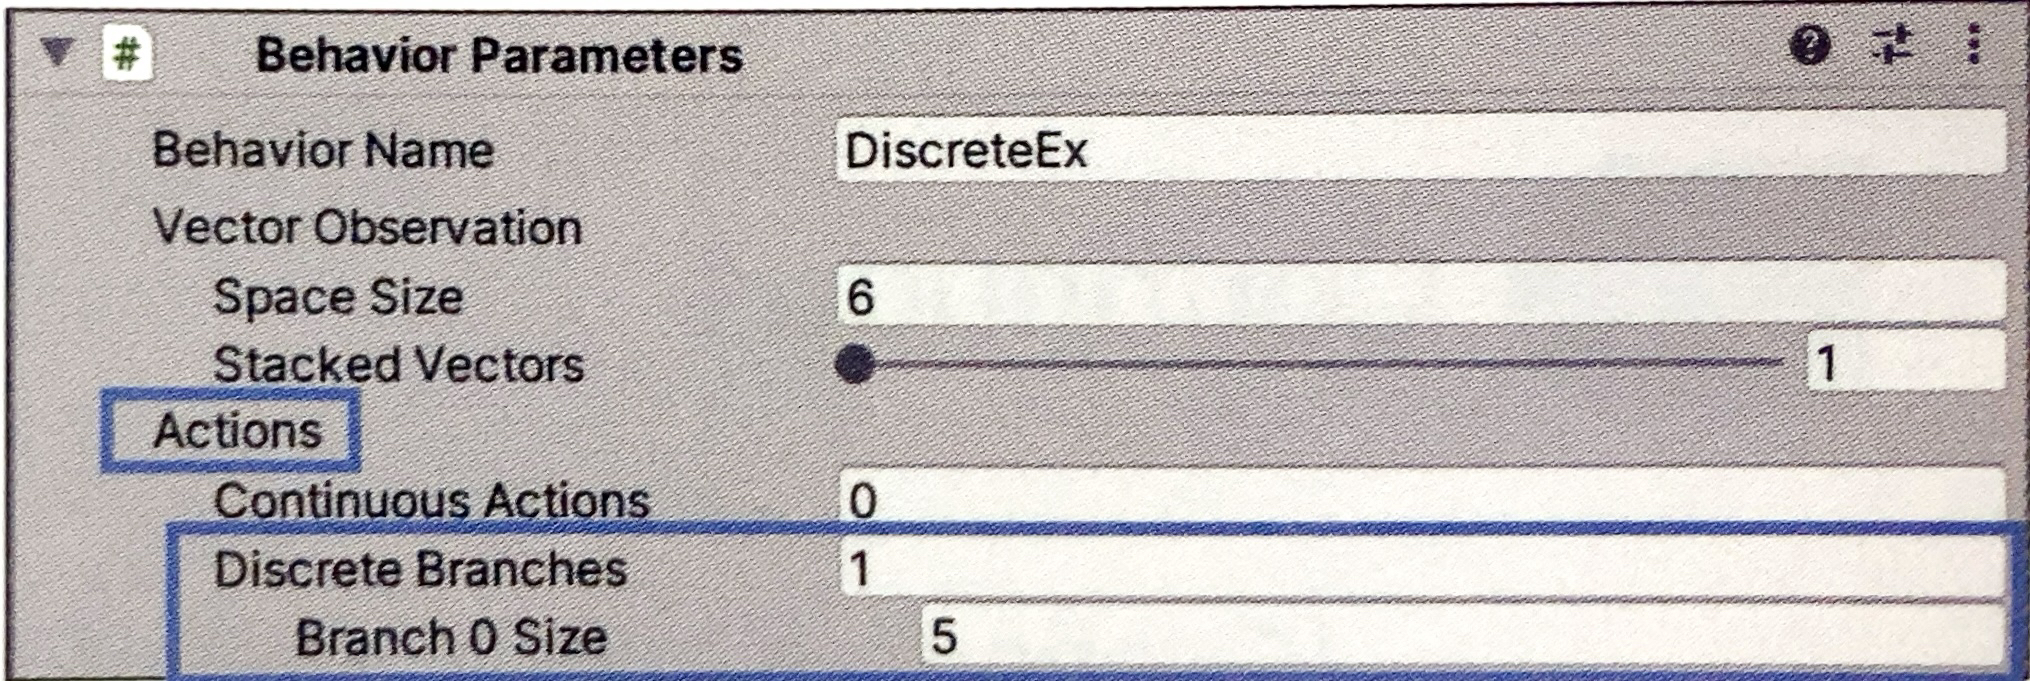 # Behavior Parameters
Behavior Name DiscreteEx
Vector Observation
Space Size 6
Stacked Vectors 1
Actions
Continuous Actions 0
Discrete Branches 1
Branch 0 Size 5